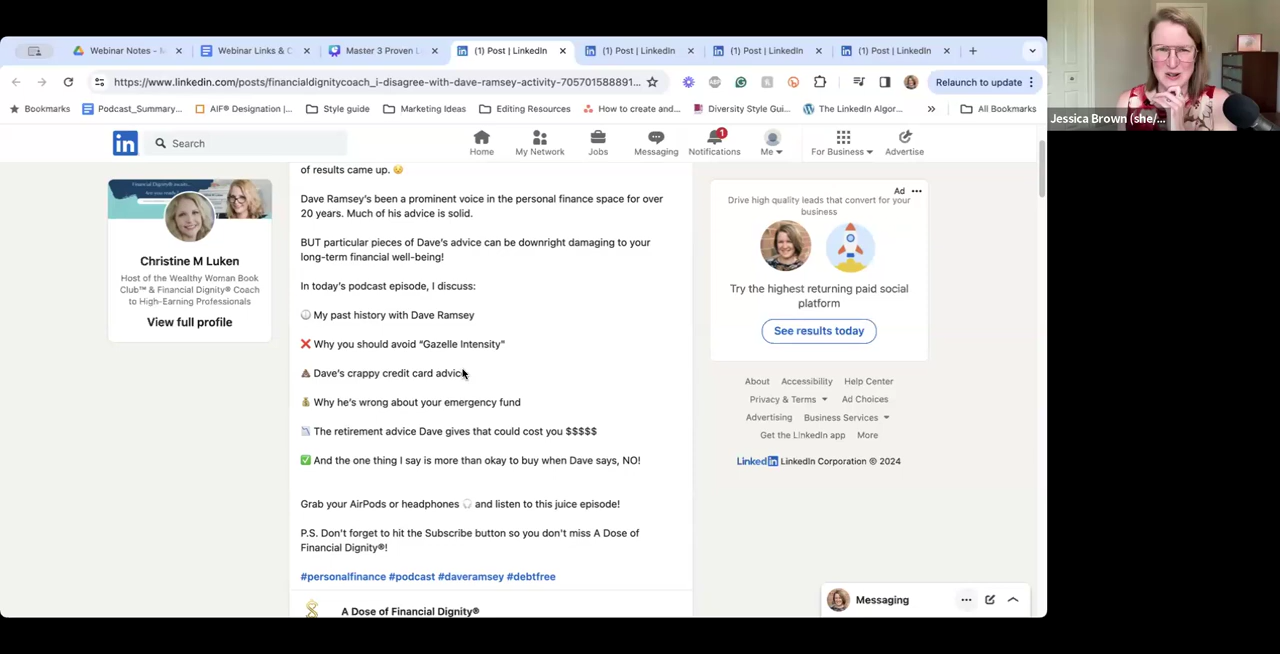 Webinar Notes -
Webinar Links & C
Master 3 Proven L
(1) Post | LinkedIn
(1) Post | LinkedIn
(1) Post | LinkedIn
(1) Post | LinkedIn
https://www.linkedin.com/posts/financialdignitycoach_i-disagree-with-dave-ramsey-activity-705701588891...
Relaunch to update
Bookmarks
Podcast_Summary...
AIF® Designation |...
Style guide
Marketing Ideas
Editing Resources
How to create and...
Diversity Style Gui...
The LinkedIn Algor...
»
All Bookmarks
Jessica Brown (she/...
in
Search
Home
My Network
Jobs
Messaging
1
Notifications
Me
For Business
Advertise
of results came up. 😔
Dave Ramsey's been a prominent voice in the personal finance space for over
20 years. Much of his advice is solid.
BUT particular pieces of Dave's advice can be downright damaging to your
long-term financial well-being!
In today's podcast episode, I discuss:
My past history with Dave Ramsey
❌ Why you should avoid "Gazelle Intensity"
💩 Dave's crappy credit card advice
💰 Why he's wrong about your emergency fund
📉 The retirement advice Dave gives that could cost you $$$$$
✅ And the one thing I say is more than okay to buy when Dave says, NO!
Grab your AirPods or headphones 🎧 and listen to this juice episode!
P.S. Don't forget to hit the Subscribe button so you don't miss A Dose of
Financial Dignity®!
#personalfinance #podcast #daveramsey #debtfree
A Dose of Financial Dignity®
Christine M Luken
Host of the Wealthy Woman Book
Club™ & Financial Dignity® Coach
to High-Earning Professionals
View full profile
Ad
Drive high quality leads that convert for your
business
Try the highest returning paid social
platform
See results today
About Accessibility Help Center
Privacy & Terms Ad Choices
Advertising Business Services
Get the LinkedIn app More
Linkedin LinkedIn Corporation © 2024
Messaging